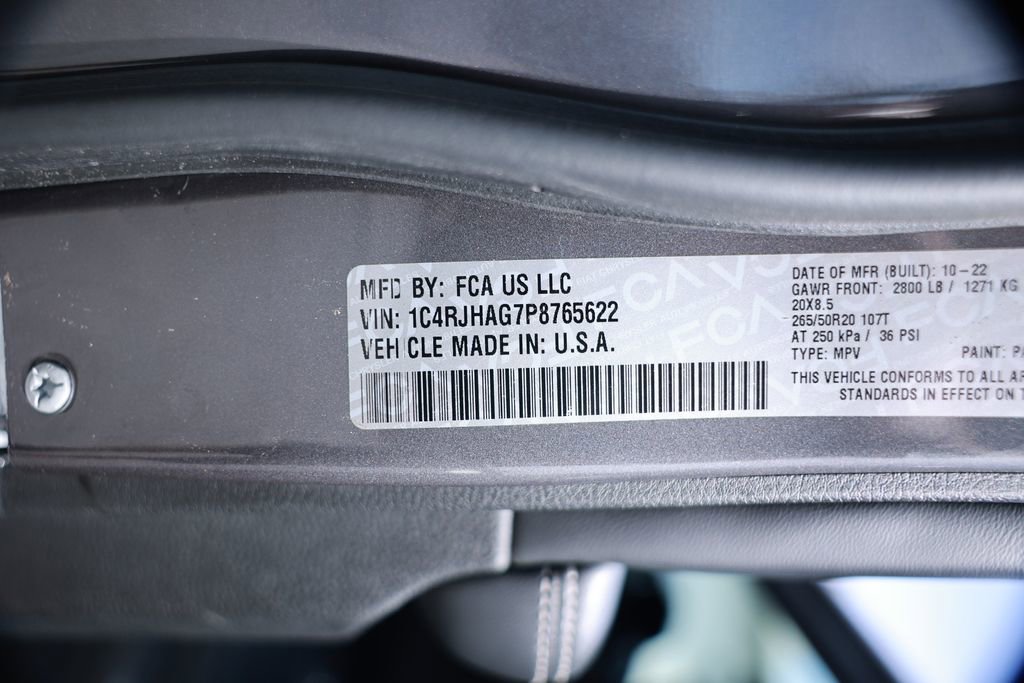 MFD BY: FCA US LLC
VIN: 1C4RJHAG7P8765622
VEHICLE MADE IN: U.S.A.
DATE OF MFR (BUILT): 10-22
GAWR FRONT: 2800 LB / 1271 KG
20X8.5
265/50R20 107T
AT 250 kPa / 36 PSI
TYPE: MPV PAINT:
THIS VEHICLE CONFORMS TO ALL
STANDARDS IN EFFECT ON